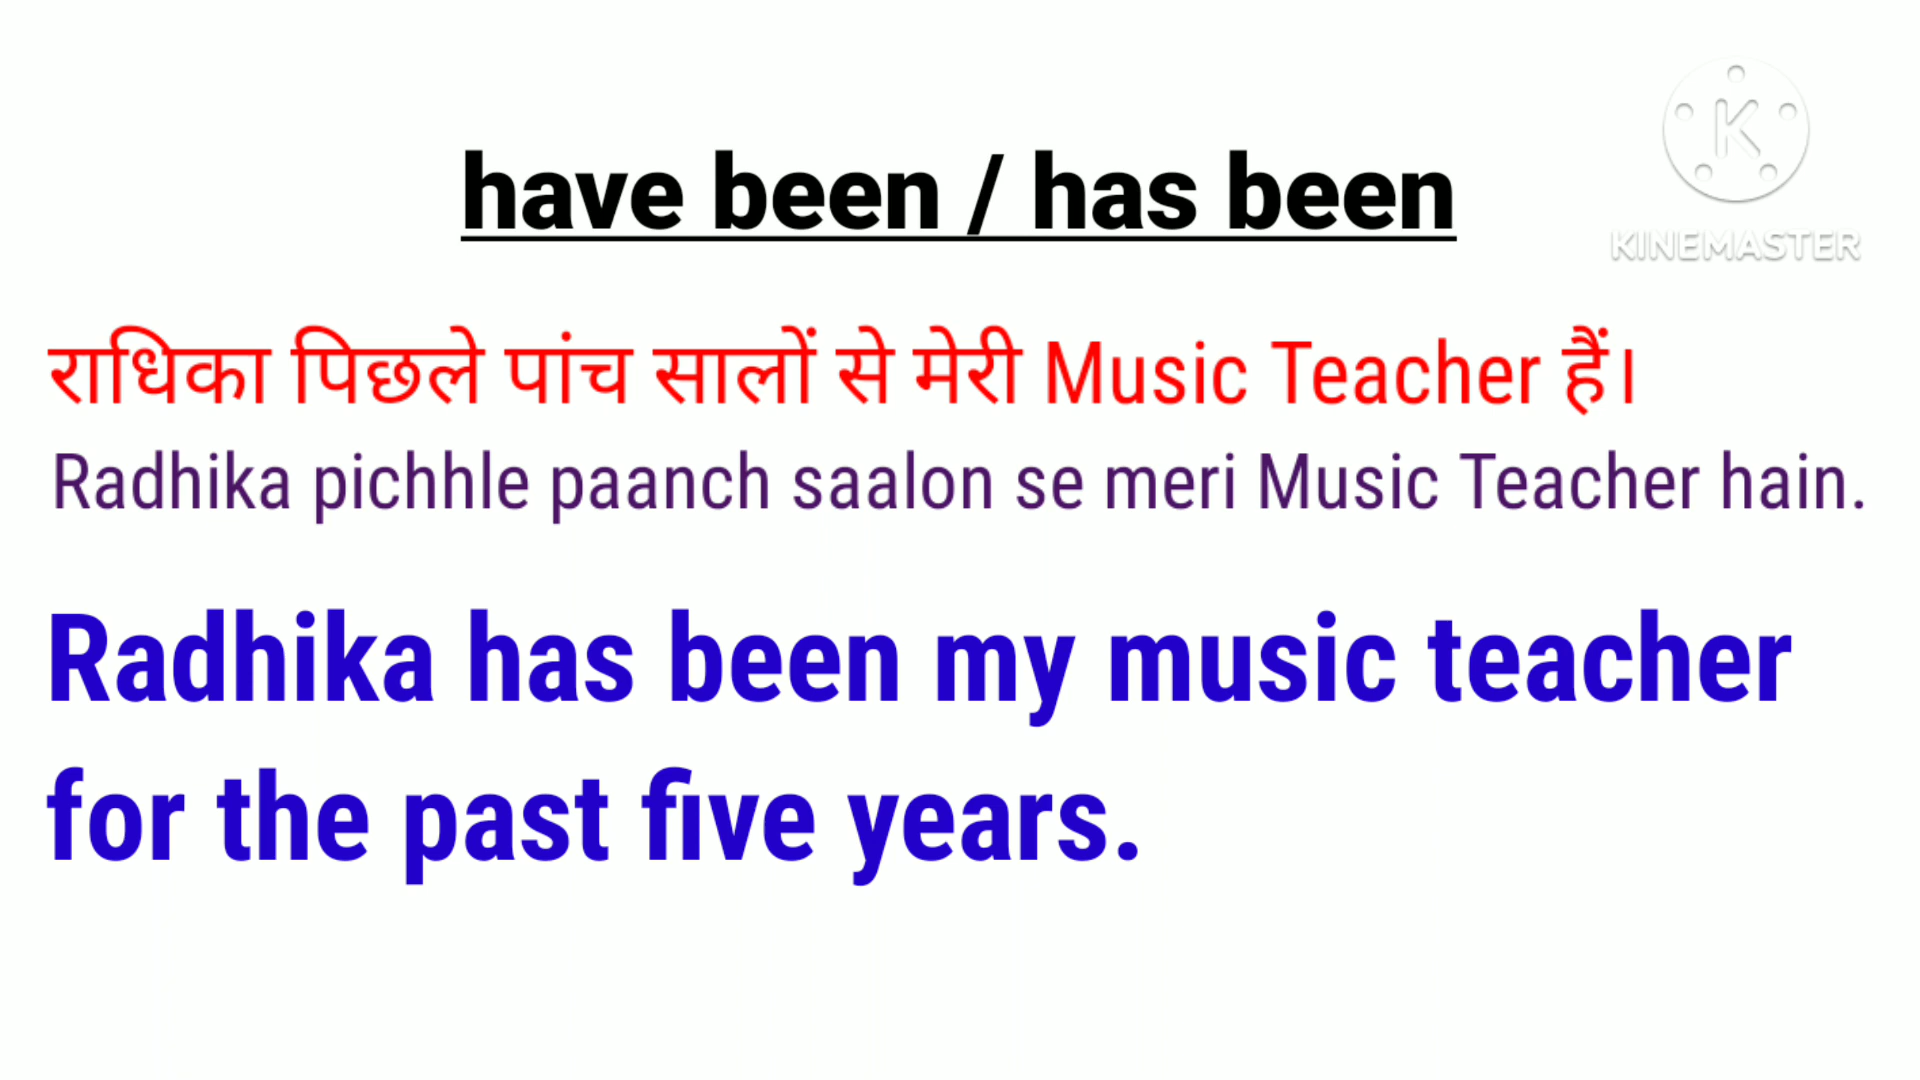 have been / has been
K
KINEMASTER
राधिका पिछले पांच सालों से मेरी Music Teacher हैं।
Radhika pichhle paanch saalon se meri Music Teacher hain.
Radhika has been my music teacher
for the past five years.